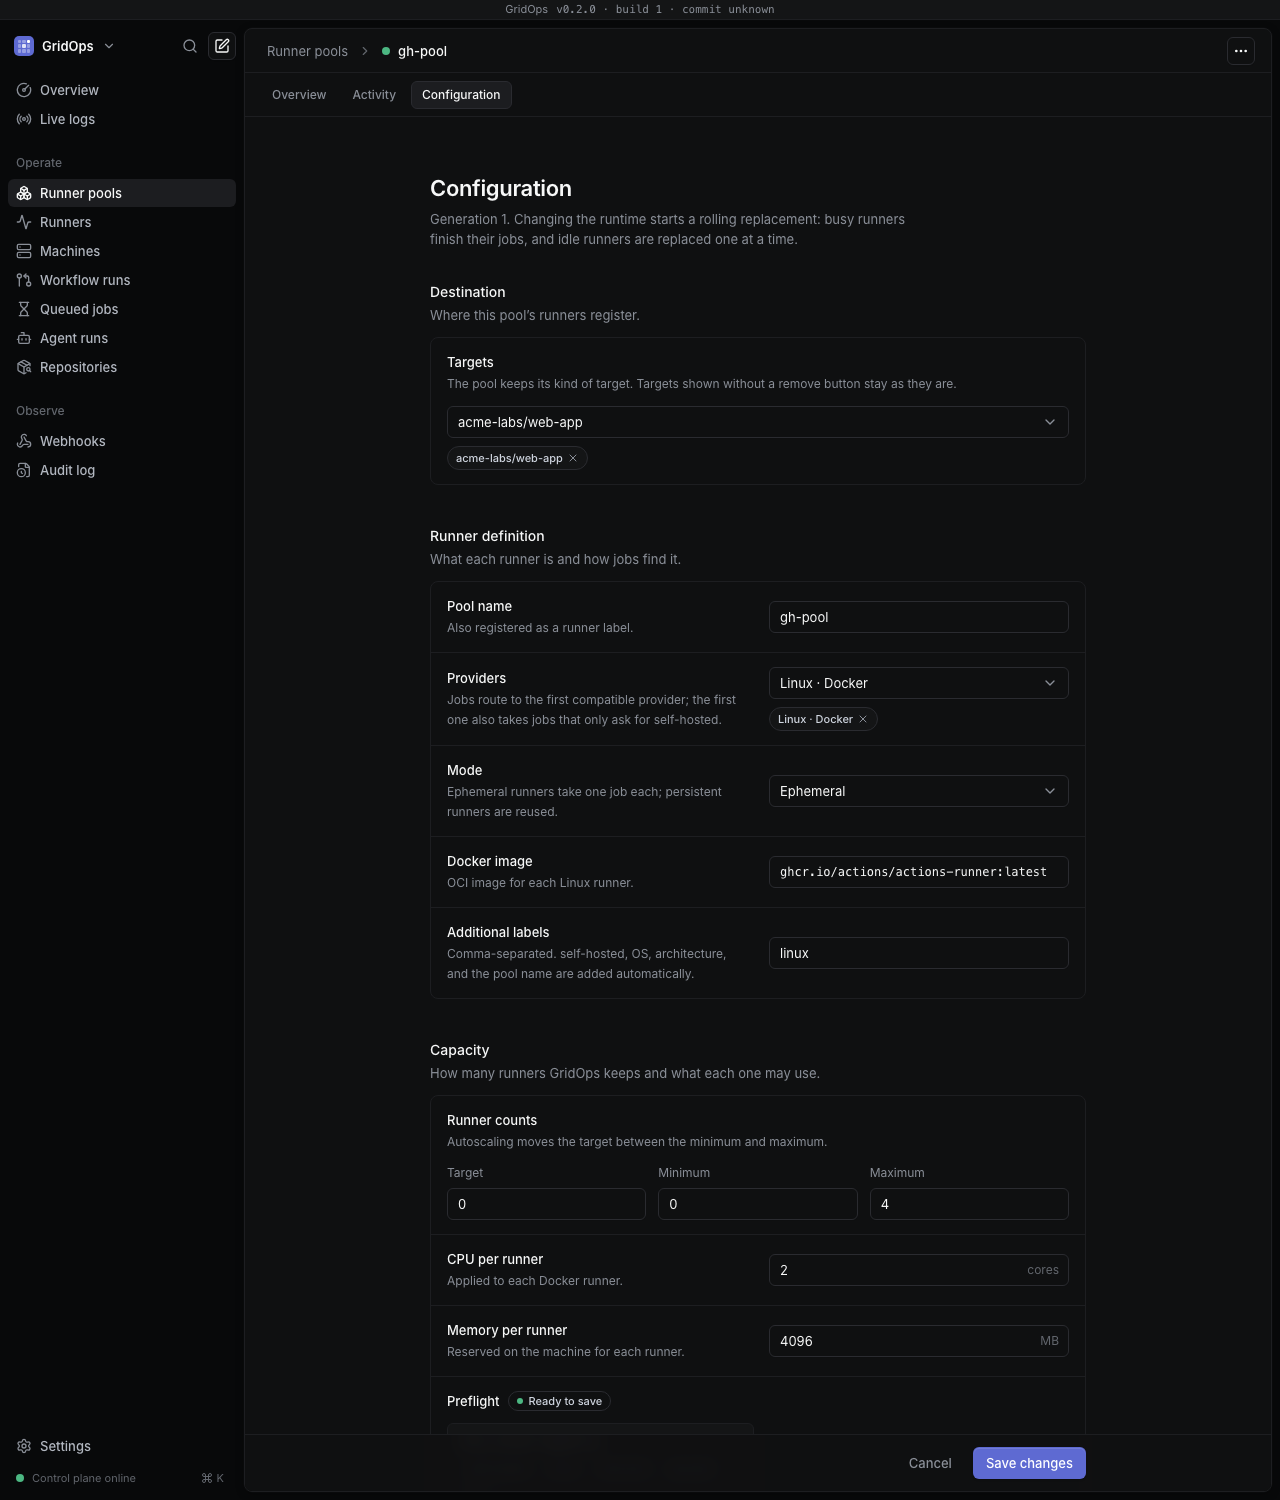 GridOps v0.2.0 · build 1 · commit unknown
GridOps
Runner pools
gh-pool
Overview
Live logs
Operate
Runner pools
Runners
Machines
Workflow runs
Queued jobs
Agent runs
Repositories
Observe
Webhooks
Audit log
Settings
Control plane online ⌘ K
Overview Activity Configuration
Configuration
Generation 1. Changing the runtime starts a rolling replacement: busy runners
finish their jobs, and idle runners are replaced one at a time.
Destination
Where this pool’s runners register.
Targets
The pool keeps its kind of target. Targets shown without a remove button stay as they are.
acme-labs/web-app
acme-labs/web-app
Runner definition
What each runner is and how jobs find it.
Pool name
Also registered as a runner label.
gh-pool
Providers
Jobs route to the first compatible provider; the first
one also takes jobs that only ask for self-hosted.
Linux · Docker
Linux · Docker
Mode
Ephemeral runners take one job each; persistent
runners are reused.
Ephemeral
Docker image
OCI image for each Linux runner.
ghcr.io/actions/actions-runner:latest
Additional labels
Comma-separated. self-hosted, OS, architecture,
and the pool name are added automatically.
linux
Capacity
How many runners GridOps keeps and what each one may use.
Runner counts
Autoscaling moves the target between the minimum and maximum.
Target Minimum Maximum
0 0 4
CPU per runner
Applied to each Docker runner.
2 cores
Memory per runner
Reserved on the machine for each runner.
4096 MB
Preflight Ready to save
Cancel Save changes